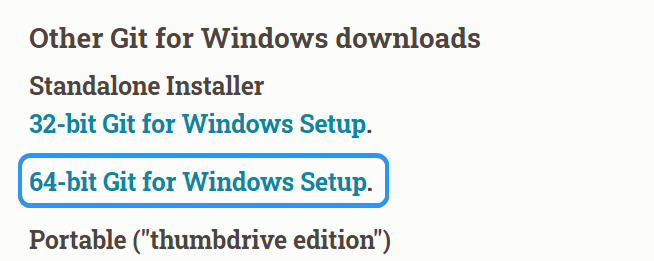 Other Git for Windows downloads
Standalone Installer
32-bit Git for Windows Setup.
64-bit Git for Windows Setup.
Portable ("thumbdrive edition")